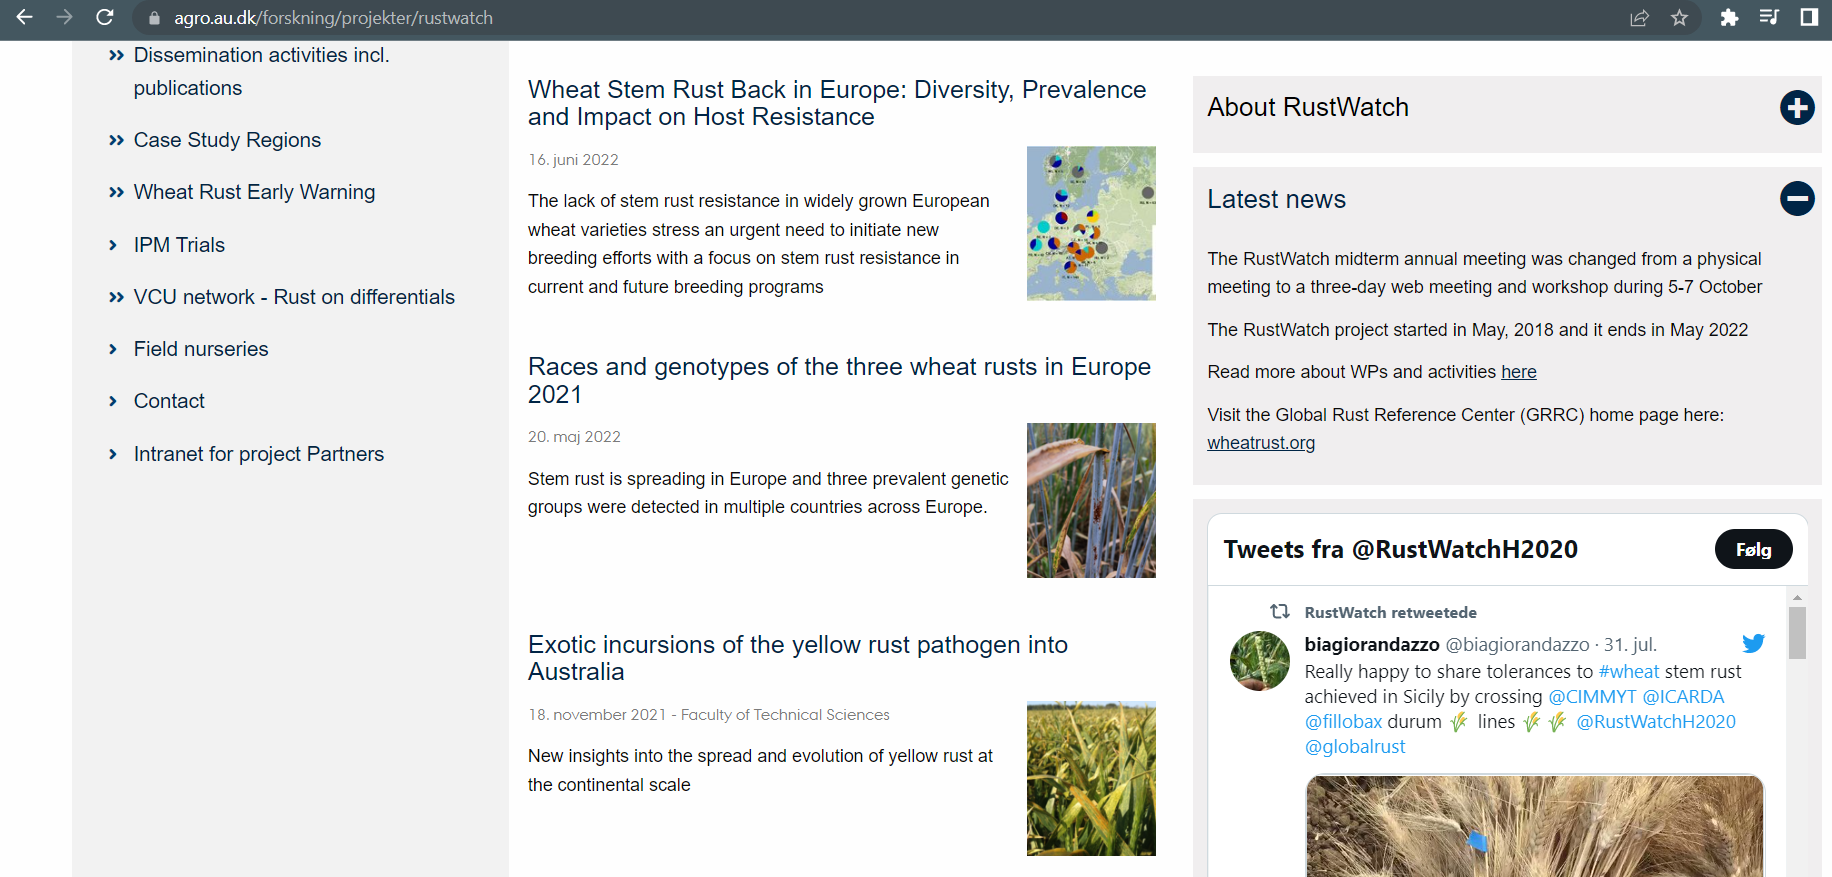 agro.au.dk/forskning/projekter/rustwatch
Dissemination activities incl.
publications
Case Study Regions
Wheat Rust Early Warning
IPM Trials
VCU network - Rust on differentials
Field nurseries
Contact
Intranet for project Partners
Wheat Stem Rust Back in Europe: Diversity, Prevalence
and Impact on Host Resistance
16. juni 2022
The lack of stem rust resistance in widely grown European
wheat varieties stress an urgent need to initiate new
breeding efforts with a focus on stem rust resistance in
current and future breeding programs
Races and genotypes of the three wheat rusts in Europe
2021
20. maj 2022
Stem rust is spreading in Europe and three prevalent genetic
groups were detected in multiple countries across Europe.
Exotic incursions of the yellow rust pathogen into
Australia
18. november 2021 - Faculty of Technical Sciences
New insights into the spread and evolution of yellow rust at
the continental scale
About RustWatch
Latest news
The RustWatch midterm annual meeting was changed from a physical
meeting to a three-day web meeting and workshop during 5-7 October
The RustWatch project started in May, 2018 and it ends in May 2022
Read more about WPs and activities here
Visit the Global Rust Reference Center (GRRC) home page here:
wheatrust.org
Tweets fra @RustWatchH2020
Følg
RustWatch retweetede
biagiorandazzo @biagiorandazzo · 31. jul.
Really happy to share tolerances to #wheat stem rust
achieved in Sicily by crossing @CIMMYT @ICARDA
@fillobax durum 🌾 lines 🌾🌾 @RustWatchH2020
@globalrust